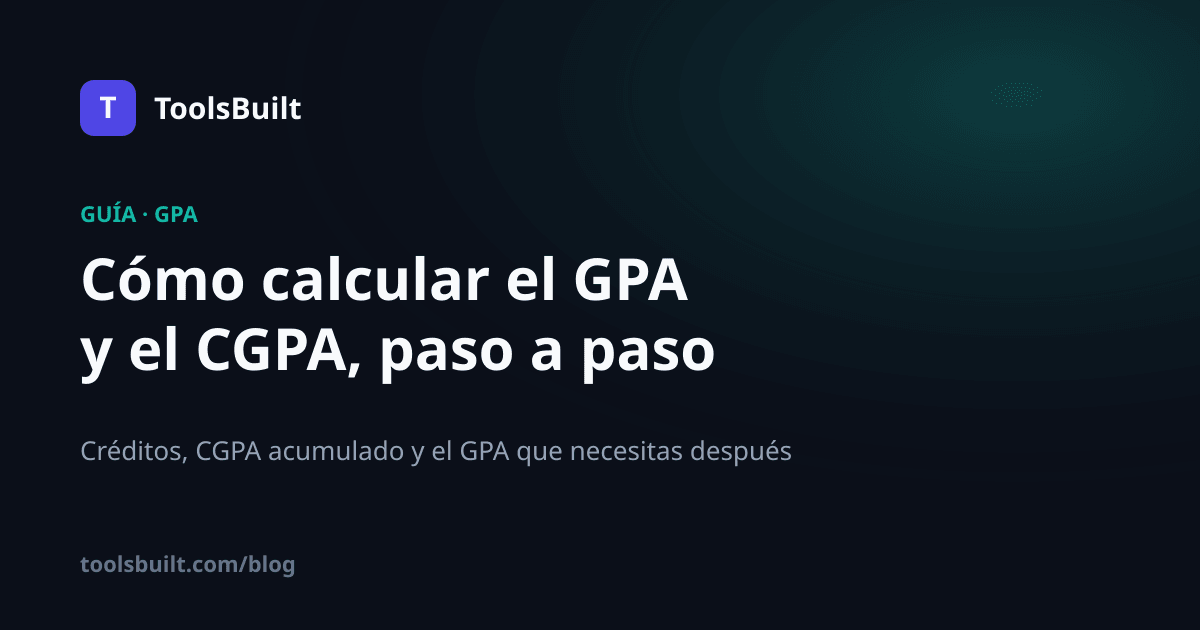 T
ToolsBuilt
GUÍA · GPA
Cómo calcular el GPA
y el CGPA, paso a paso
Créditos, CGPA acumulado y el GPA que necesitas después
toolsbuilt.com/blog